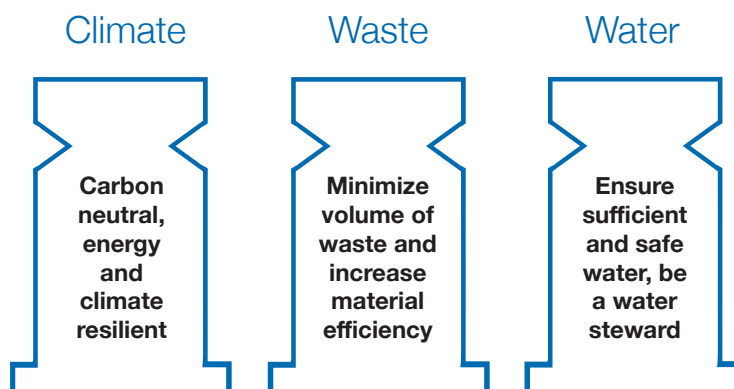 Climate
Waste
Water
Carbon
neutral,
energy
and
climate
resilient
Minimize
volume of
waste and
increase
material
efficiency
Ensure
sufficient
and safe
water, be
a water
steward